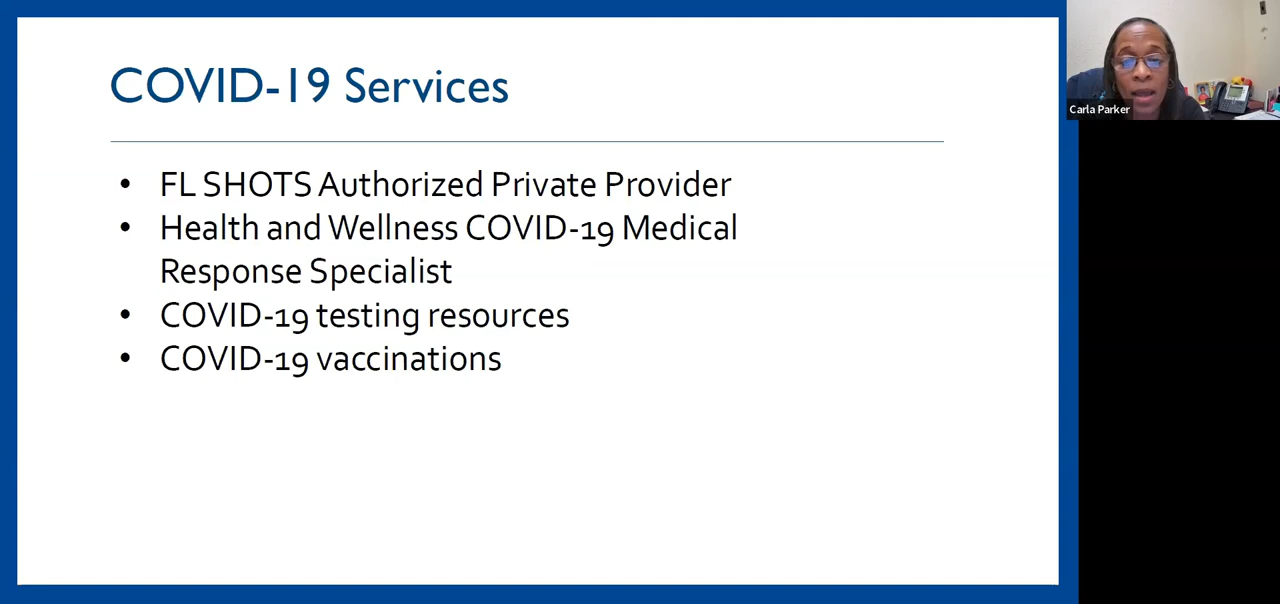 COVID-19 Services
• FL SHOTS Authorized Private Provider
• Health and Wellness COVID-19 Medical
Response Specialist
• COVID-19 testing resources
• COVID-19 vaccinations
Carla Parker